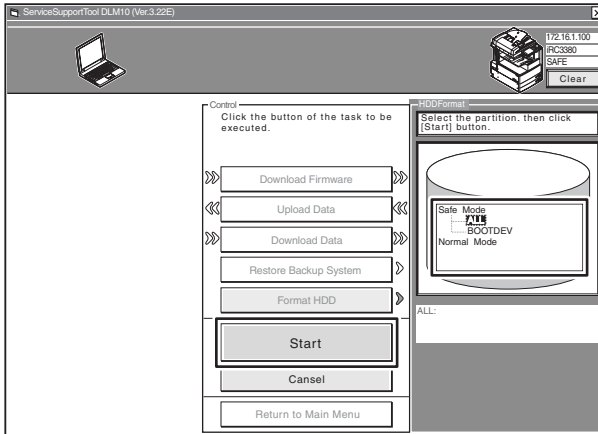 ServiceSupportTool DLM10 (Ver.3.22E)
172.16.1.100
iRC3380
SAFE
Clear
Control
Click the button of the task to be
executed.
Download Firmware
Upload Data
Download Data
Restore Backup System
Format HDD
Start
Cansel
Return to Main Menu
HDDFormat
Select the partition. then click
[Start] button.
Safe Mode
ALL
BOOTDEV
Normal Mode
ALL: